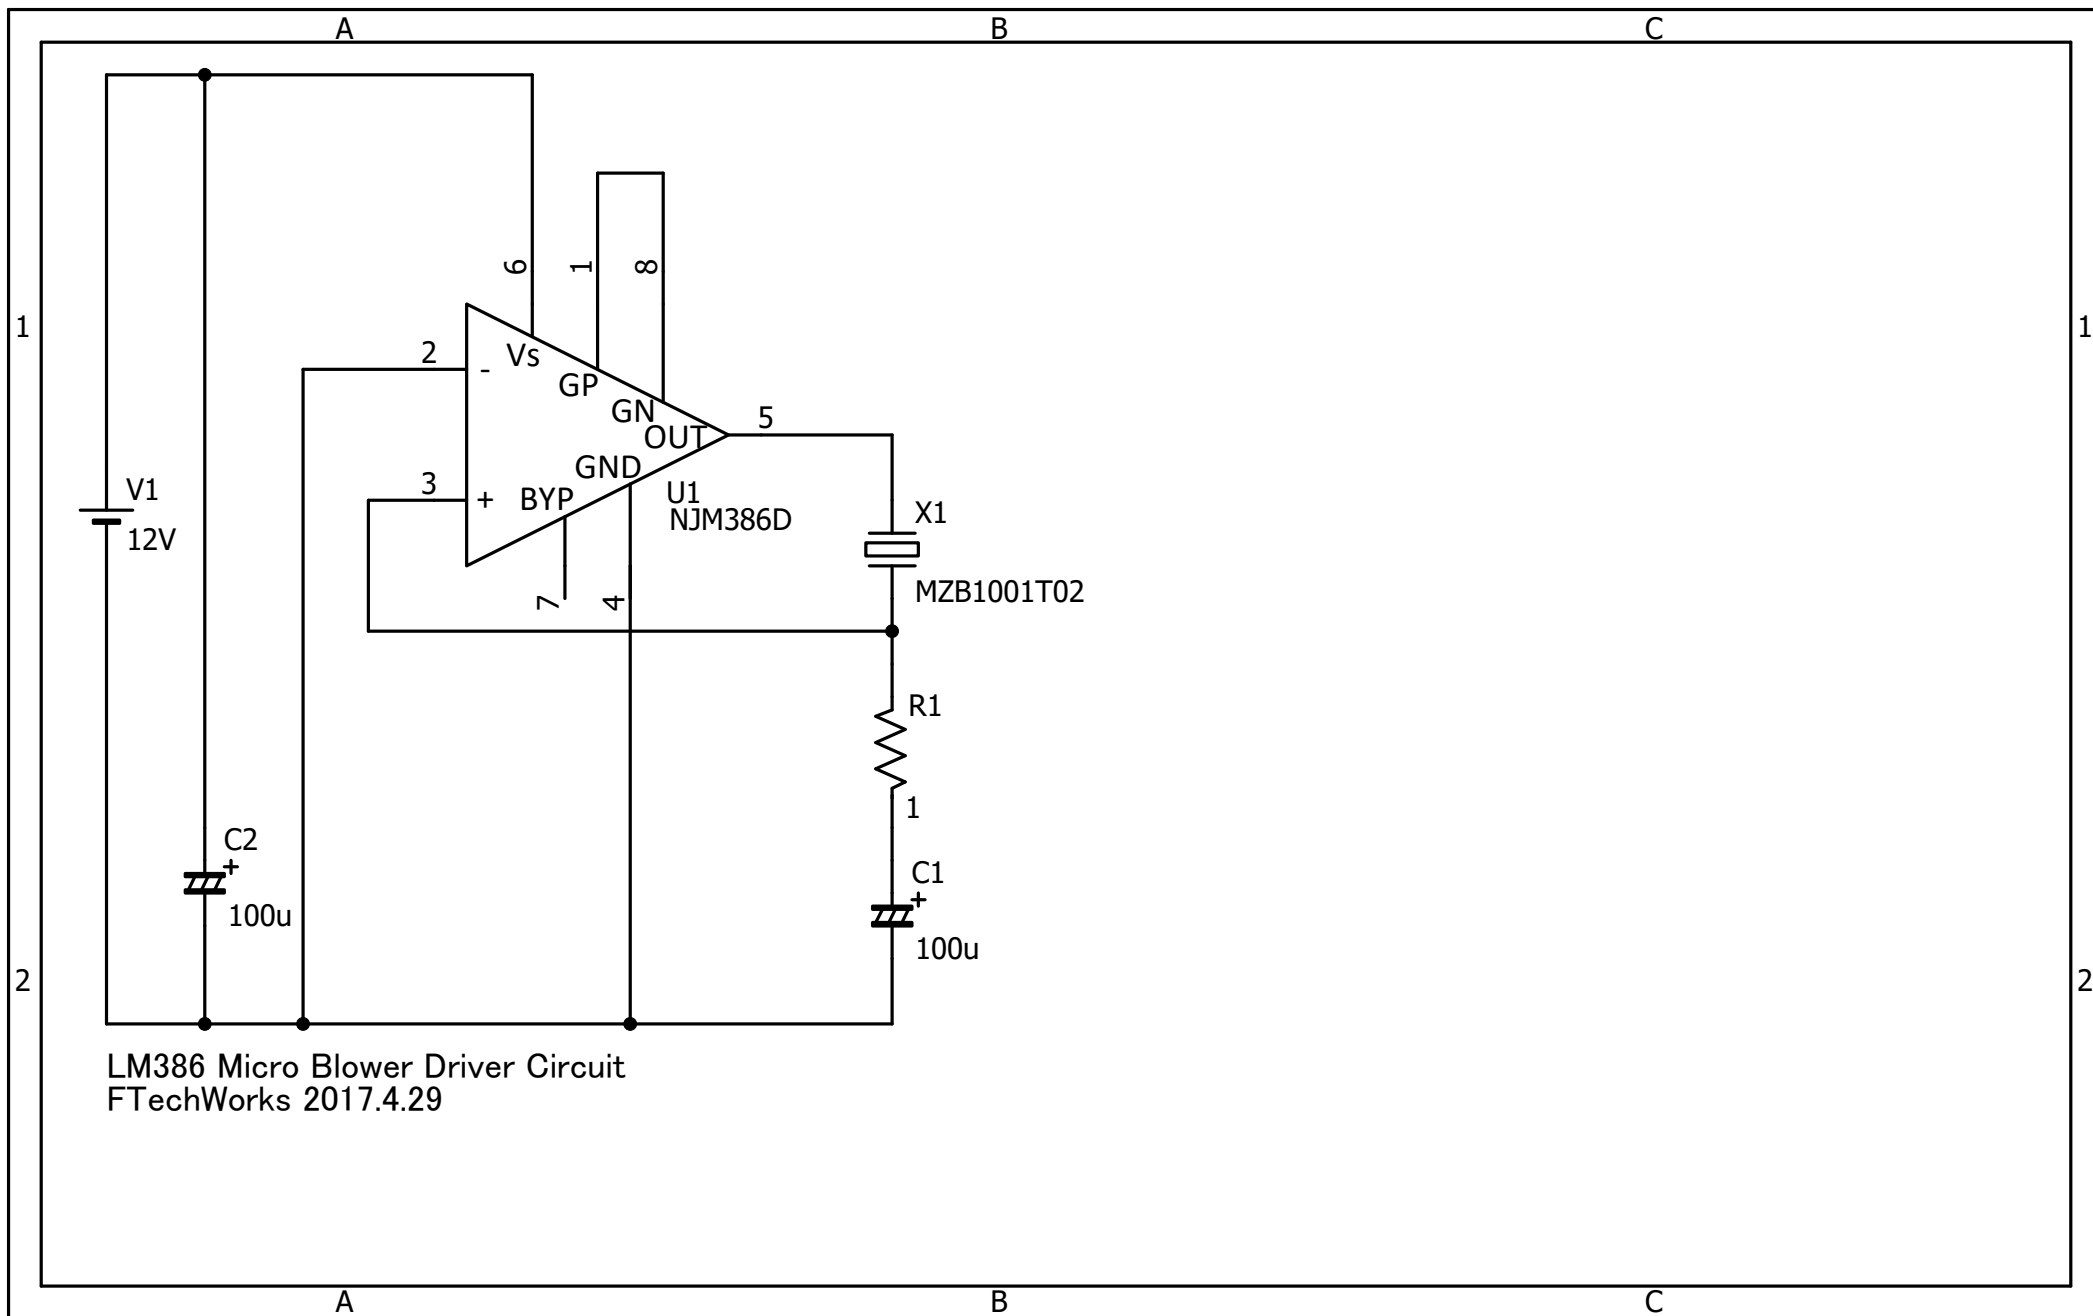 A B C
6 1 8
1 1
2 Vs
- GP
GN 5
OUT
GND
3 + BYP U1
V1 NJM386D X1
12V
7 4 MZB1001T02
R1
1
C2
+ C1
+
100u
100u
2 2
LM386 Micro Blower Driver Circuit
FTechWorks 2017.4.29
A B C